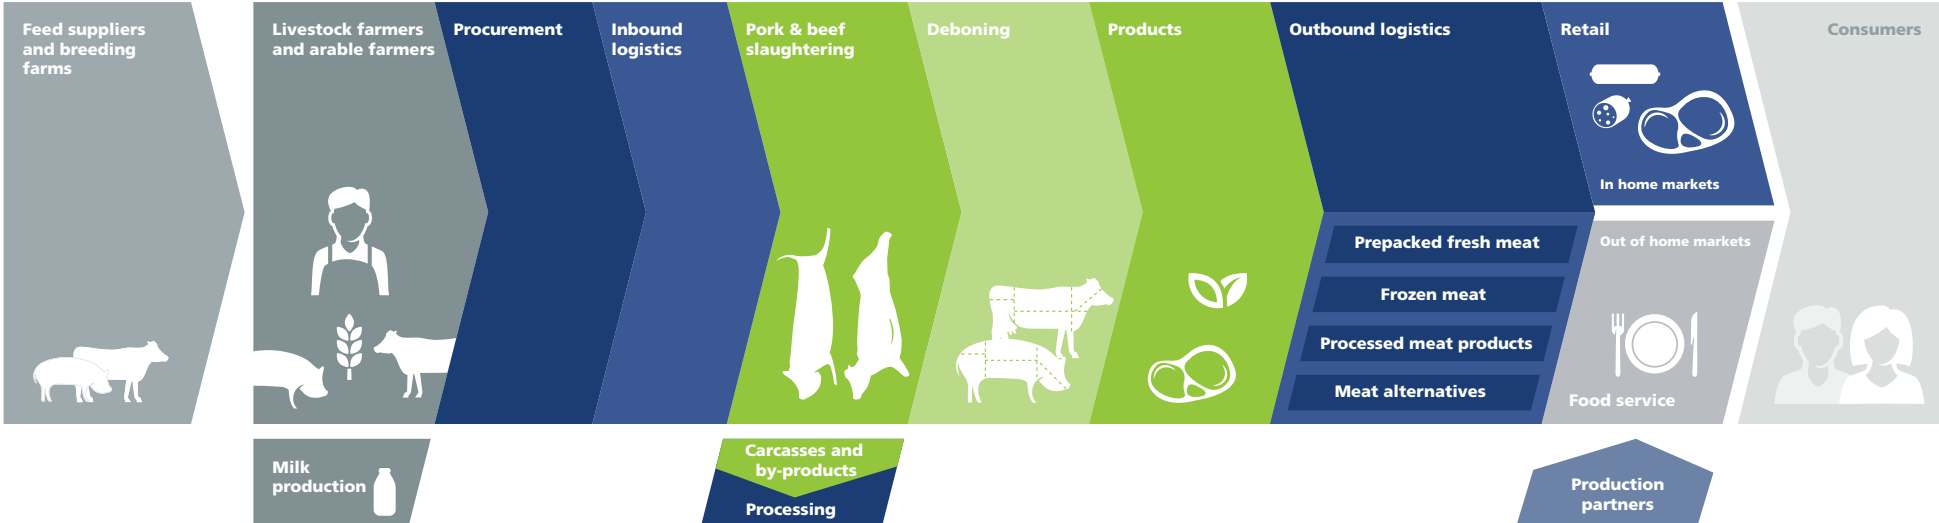 Feed suppliers
and breeding
farms
Livestock farmers
and arable farmers
Procurement
Inbound
logistics
Pork & beef
slaughtering
Deboning
Products
Outbound logistics
Retail
In home markets
Consumers
Prepacked fresh meat
Frozen meat
Processed meat products
Meat alternatives
Out of home markets
Food service
Milk
production
Carcasses and
by-products
Processing
Production
partners